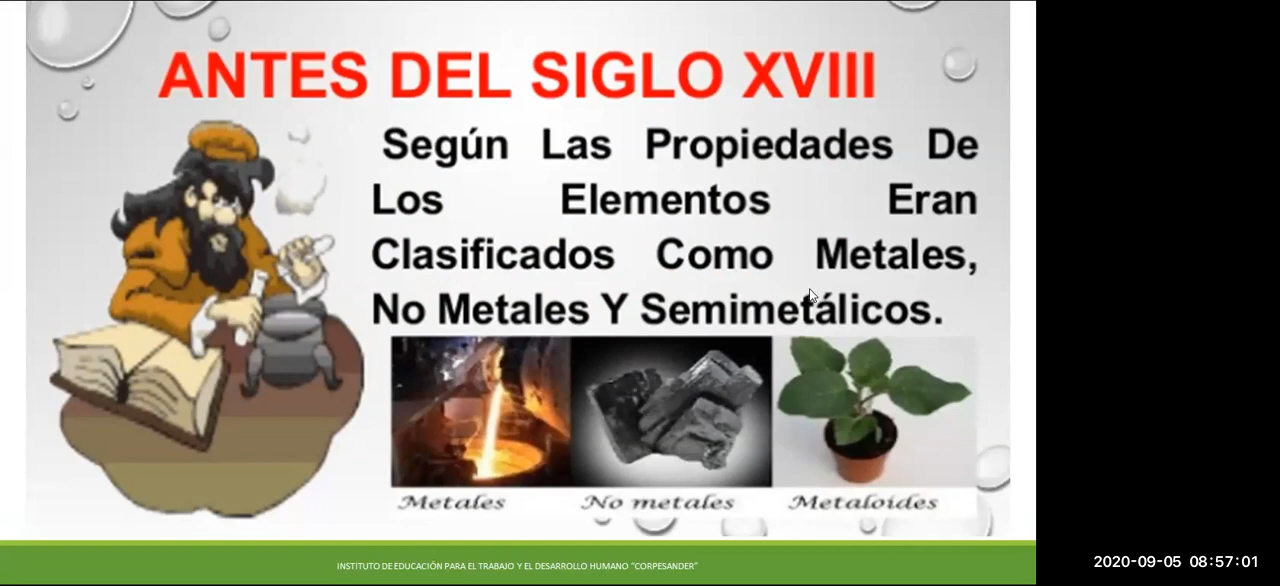 ANTES DEL SIGLO XVIII
Según Las Propiedades De
Los Elementos Eran
Clasificados Como Metales,
No Metales Y Semimetálicos.
Metales No metales Metaloides
INSTITUTO DE EDUCACIÓN PARA EL TRABAJO Y EL DESARROLLO HUMANO "CORPESANDER"
2020-09-05 08:57:01